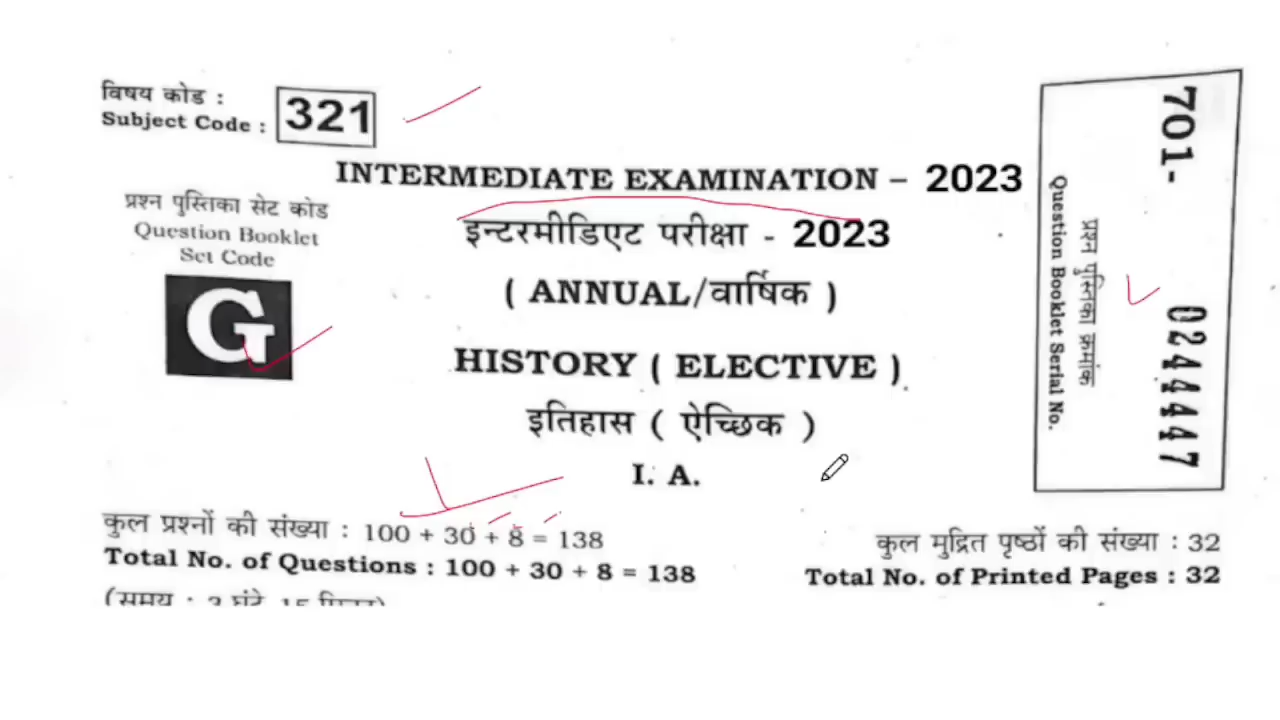 विषय कोड :
Subject Code :
321
INTERMEDIATE EXAMINATION – 2023
इन्टरमीडिएट परीक्षा - 2023
( ANNUAL/वार्षिक )
HISTORY ( ELECTIVE )
इतिहास ( ऐच्छिक )
I. A.
प्रश्न पुस्तिका सेट कोड
Question Booklet
Set Code
G
प्रश्न पुस्तिका क्रमांक
Question Booklet Serial No.
701-
0244447
कुल प्रश्नों की संख्या : 100 + 30 + 8 = 138
Total No. of Questions : 100 + 30 + 8 = 138
कुल मुद्रित पृष्ठों की संख्या : 32
Total No. of Printed Pages : 32
(समय :